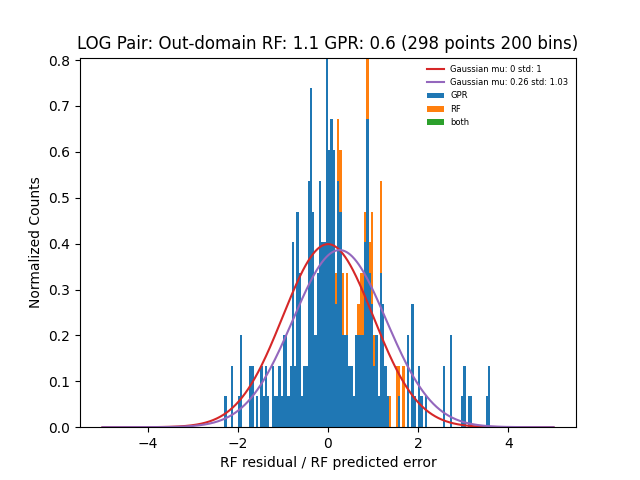 LOG Pair: Out-domain RF: 1.1 GPR: 0.6 (298 points 200 bins)
Gaussian mu: 0 std: 1
Gaussian mu: 0.26 std: 1.03
GPR
RF
both
Normalized Counts
0.8
0.7
0.6
0.5
0.4
0.3
0.2
0.1
0.0
−4 −2 0 2 4
RF residual / RF predicted error